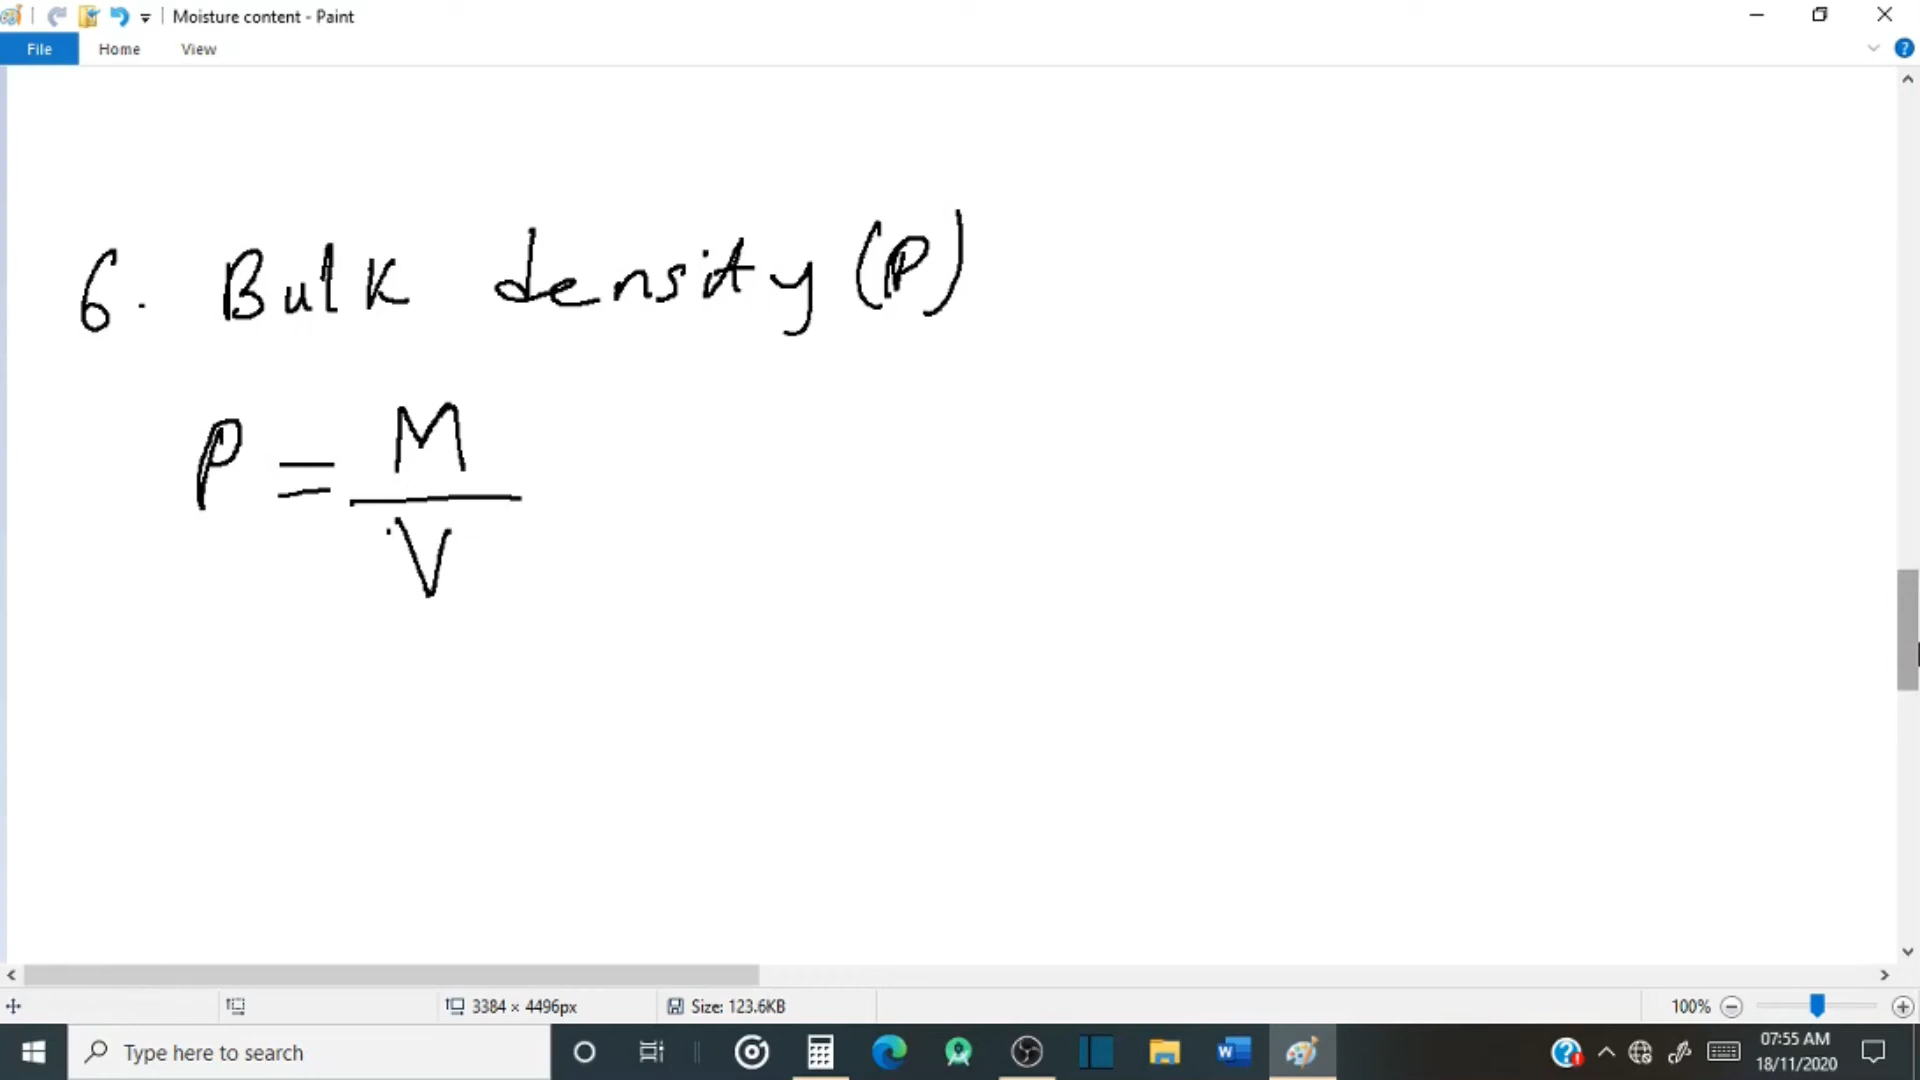 Moisture content - Paint
File Home View
6. Bulk density (ρ)
ρ = M
V
3384 × 4496px Size: 123.6KB 100%
Type here to search
07:55 AM
18/11/2020